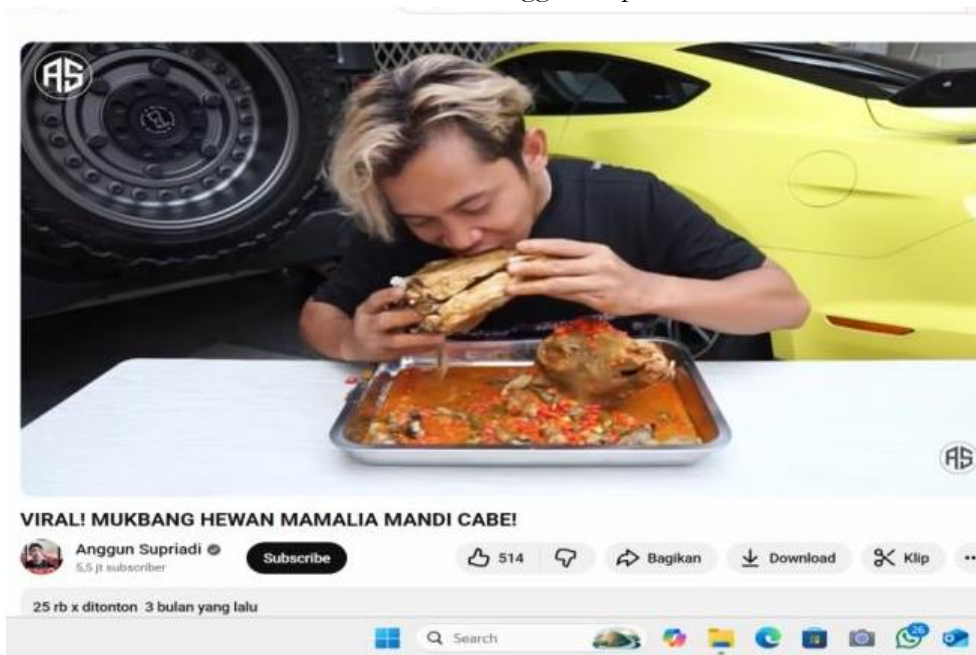 AS
AS
VIRAL! MUKBANG HEWAN MAMALIA MANDI CABE!
Anggun Supriadi
5,5 jt subscriber
Subscribe
514
Bagikan
Download
Klip
25 rb x ditonton 3 bulan yang lalu
Search
26